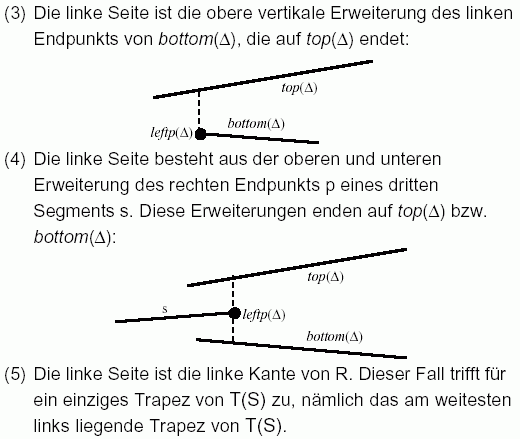 (3) Die linke Seite ist die obere vertikale Erweiterung des linken
Endpunkts von bottom(Δ), die auf top(Δ) endet:
top(Δ)
bottom(Δ)
leftp(Δ)
(4) Die linke Seite besteht aus der oberen und unteren
Erweiterung des rechten Endpunkts p eines dritten
Segments s. Diese Erweiterungen enden auf top(Δ) bzw.
bottom(Δ):
top(Δ)
s
leftp(Δ)
bottom(Δ)
(5) Die linke Seite ist die linke Kante von R. Dieser Fall trifft für
ein einziges Trapez von T(S) zu, nämlich das am weitesten
links liegende Trapez von T(S).